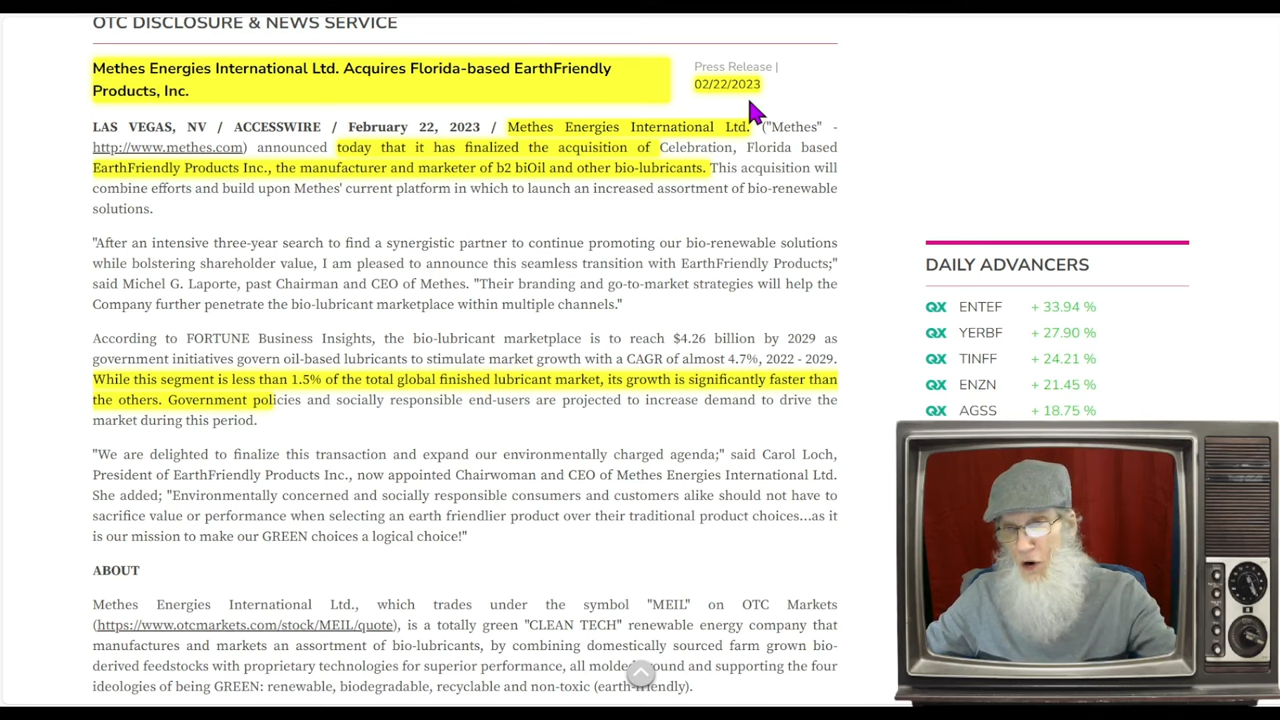 OTC DISCLOSURE & NEWS SERVICE
Methes Energies International Ltd. Acquires Florida-based EarthFriendly
Products, Inc.
Press Release |
02/22/2023
LAS VEGAS, NV / ACCESSWIRE / February 22, 2023 / Methes Energies International Ltd. ("Methes" -
http://www.methes.com) announced today that it has finalized the acquisition of Celebration, Florida based
EarthFriendly Products Inc., the manufacturer and marketer of b2 biOil and other bio-lubricants. This acquisition will
combine efforts and build upon Methes' current platform in which to launch an increased assortment of bio-renewable
solutions.
"After an intensive three-year search to find a synergistic partner to continue promoting our bio-renewable solutions
while bolstering shareholder value, I am pleased to announce this seamless transition with EarthFriendly Products;"
said Michel G. Laporte, past Chairman and CEO of Methes. "Their branding and go-to-market strategies will help the
Company further penetrate the bio-lubricant marketplace within multiple channels."
According to FORTUNE Business Insights, the bio-lubricant marketplace is to reach $4.26 billion by 2029 as
government initiatives govern oil-based lubricants to stimulate market growth with a CAGR of almost 4.7%, 2022 - 2029.
While this segment is less than 1.5% of the total global finished lubricant market, its growth is significantly faster than
the others. Government policies and socially responsible end-users are projected to increase demand to drive the
market during this period.
"We are delighted to finalize this transaction and expand our environmentally charged agenda;" said Carol Loch,
President of EarthFriendly Products Inc., now appointed Chairwoman and CEO of Methes Energies International Ltd.
She added; "Environmentally concerned and socially responsible consumers and customers alike should not have to
sacrifice value or performance when selecting an earth friendlier product over their traditional product choices...as it
is our mission to make our GREEN choices a logical choice!"
ABOUT
Methes Energies International Ltd., which trades under the symbol "MEIL" on OTC Markets
(https://www.otcmarkets.com/stock/MEIL/quote), is a totally green "CLEAN TECH" renewable energy company that
manufactures and markets an assortment of bio-lubricants, by combining domestically sourced farm grown bio-
derived feedstocks with proprietary technologies for superior performance, all molded around and supporting the four
ideologies of being GREEN: renewable, biodegradable, recyclable and non-toxic (earth-friendly).
DAILY ADVANCERS
QX ENTEF + 33.94 %
QX YERBF + 27.90 %
QX TINFF + 24.21 %
QX ENZN + 21.45 %
QX AGSS + 18.75 %